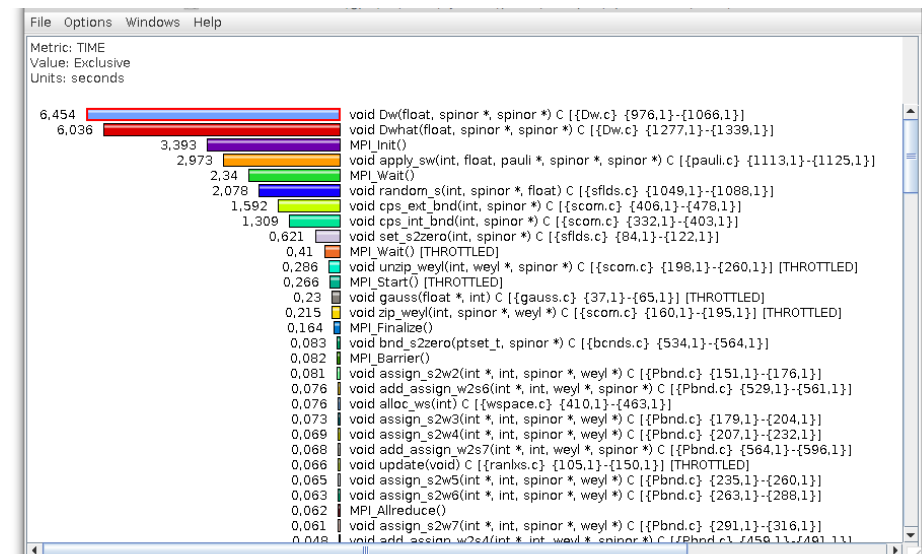 File Options Windows Help
Metric: TIME
Value: Exclusive
Units: seconds
6,454 void Dw(float, spinor *, spinor *) C [{Dw.c} {976,1}-{1066,1}]
6,036 void Dwhat(float, spinor *, spinor *) C [{Dw.c} {1277,1}-{1339,1}]
3,393 MPI_Init()
2,973 void apply_sw(int, float, pauli *, spinor *, spinor *) C [{pauli.c} {1113,1}-{1125,1}]
2,34 MPI_Wait()
2,078 void random_s(int, spinor *, float) C [{sflds.c} {1049,1}-{1088,1}]
1,592 void cps_ext_bnd(int, spinor *) C [{scom.c} {406,1}-{478,1}]
1,309 void cps_int_bnd(int, spinor *) C [{scom.c} {332,1}-{403,1}]
0,621 void set_s2zero(int, spinor *) C [{sflds.c} {84,1}-{122,1}]
0,41 MPI_Wait() [THROTTLED]
0,286 void unzip_weyl(int, weyl *, spinor *) C [{scom.c} {198,1}-{260,1}] [THROTTLED]
0,266 MPI_Start() [THROTTLED]
0,23 void gauss(float *, int) C [{gauss.c} {37,1}-{65,1}] [THROTTLED]
0,215 void zip_weyl(int, spinor *, weyl *) C [{scom.c} {160,1}-{195,1}] [THROTTLED]
0,164 MPI_Finalize()
0,083 void bnd_s2zero(ptset_t, spinor *) C [{bcnds.c} {534,1}-{564,1}]
0,082 MPI_Barrier()
0,081 void assign_s2w2(int *, int, spinor *, weyl *) C [{Pbnd.c} {151,1}-{176,1}]
0,076 void add_assign_w2s6(int *, int, weyl *, spinor *) C [{Pbnd.c} {529,1}-{561,1}]
0,076 void alloc_ws(int) C [{wspace.c} {410,1}-{463,1}]
0,073 void assign_s2w3(int *, int, spinor *, weyl *) C [{Pbnd.c} {179,1}-{204,1}]
0,069 void assign_s2w4(int *, int, spinor *, weyl *) C [{Pbnd.c} {207,1}-{232,1}]
0,068 void add_assign_w2s7(int *, int, weyl *, spinor *) C [{Pbnd.c} {564,1}-{596,1}]
0,066 void update(void) C [{ranlxs.c} {105,1}-{150,1}] [THROTTLED]
0,065 void assign_s2w5(int *, int, spinor *, weyl *) C [{Pbnd.c} {235,1}-{260,1}]
0,063 void assign_s2w6(int *, int, spinor *, weyl *) C [{Pbnd.c} {263,1}-{288,1}]
0,062 MPI_Allreduce()
0,061 void assign_s2w7(int *, int, spinor *, weyl *) C [{Pbnd.c} {291,1}-{316,1}]
0,048 void add_assign_w2s4(int *, int, weyl *, spinor *) C [{Pbnd.c} {459,1}-{491,1}]